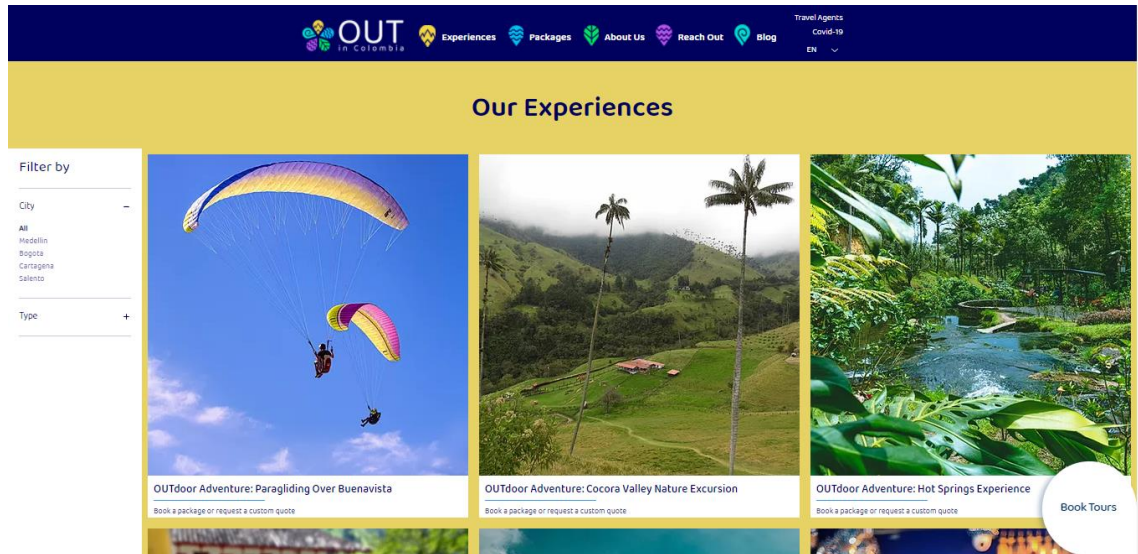 OUT
in Colombia
Experiences
Packages
About Us
Reach Out
Blog
Travel Agents
Covid-19
EN
Our Experiences
Filter by
City
All
Medellin
Bogota
Cartagena
Salento
Type
OUTdoor Adventure: Paragliding Over Buenavista
Book a package or request a custom quote
OUTdoor Adventure: Cocora Valley Nature Excursion
Book a package or request a custom quote
OUTdoor Adventure: Hot Springs Experience
Book a package or request a custom quote
Book Tours